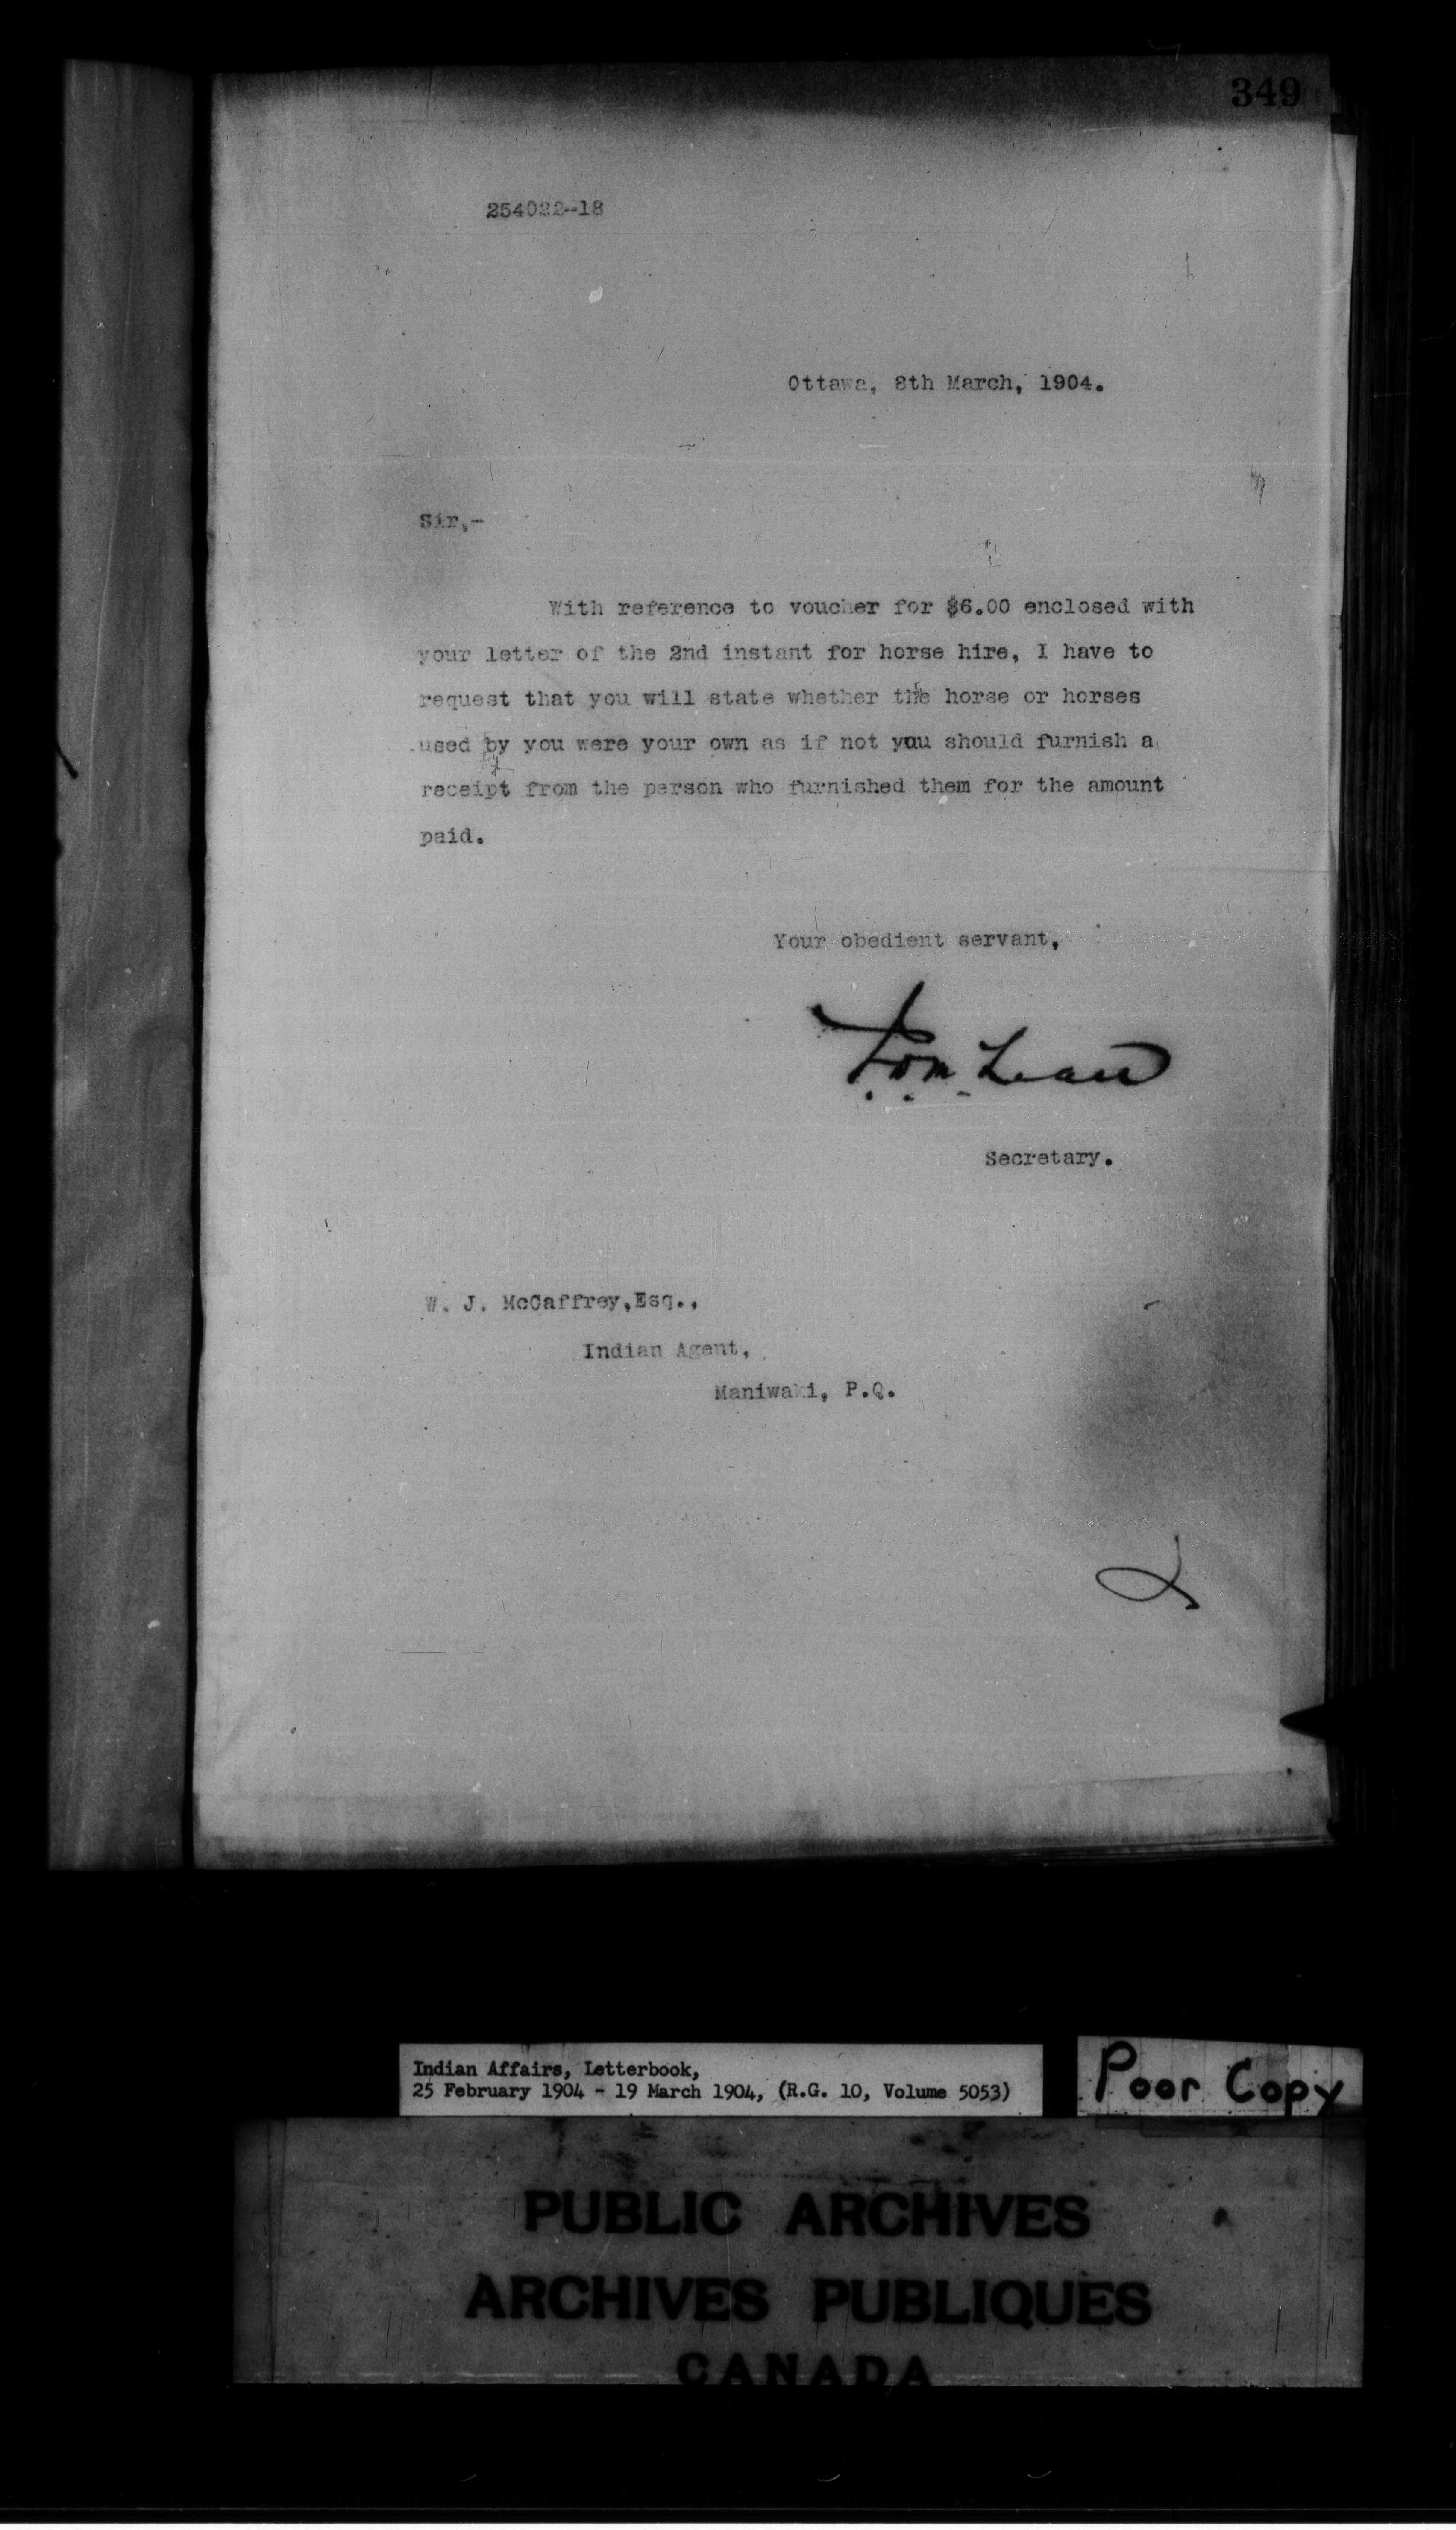 349
254022--18
Ottawa, 8th March, 1904.
Sir,-
With reference to voucher for $6.00 enclosed with
your letter of the 2nd instant for horse hire, I have to
request that you will state whether the horse or horses
used by you were your own as if not you should furnish a
receipt from the person who furnished them for the amount
paid.
Your obedient servant,
Secretary.
W. J. McCaffrey,Esq.,
Indian Agent,
Maniwaki, P.Q.
Indian Affairs, Letterbook,
25 February 1904 - 19 March 1904, (R.G. 10, Volume 5053)
Poor Copy
PUBLIC ARCHIVES
ARCHIVES PUBLIQUES
CANADA